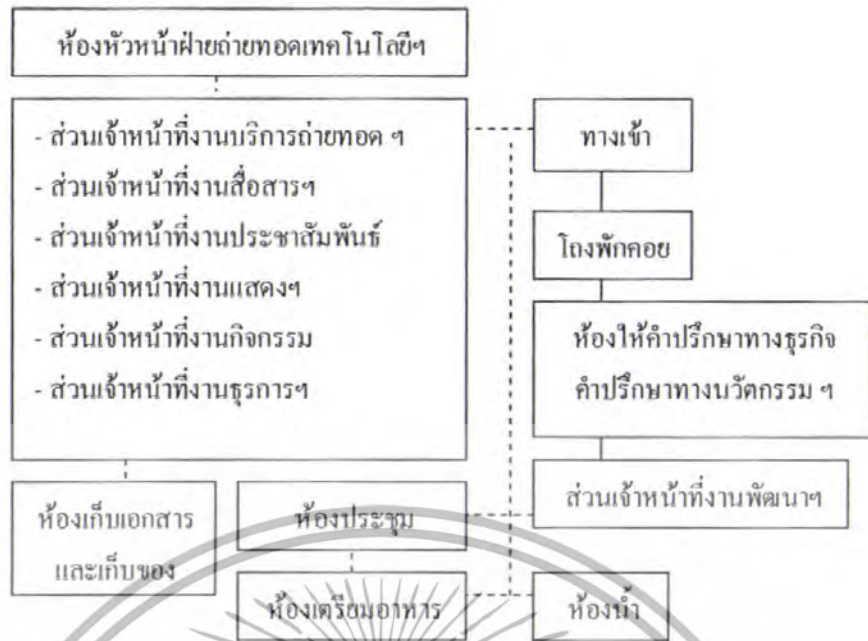 ห้องหัวหน้าฝ่ายถ่ายทอดเทคโนโลยีฯ
- ส่วนเจ้าหน้าที่งานบริการถ่ายทอด ฯ
- ส่วนเจ้าหน้าที่งานสื่อสารฯ
- ส่วนเจ้าหน้าที่งานประชาสัมพันธ์
- ส่วนเจ้าหน้าที่งานแสดงฯ
- ส่วนเจ้าหน้าที่งานกิจกรรม
- ส่วนเจ้าหน้าที่งานธุรการฯ
ทางเข้า
โถงพักคอย
ห้องให้คำปรึกษาทางธุรกิจ
คำปรึกษาทางนวัตกรรม ฯ
ส่วนเจ้าหน้าที่งานพัฒนาฯ
ห้องเก็บเอกสาร
และเก็บของ
ห้องประชุม
ห้องเตรียมอาหาร
ห้องน้ำ